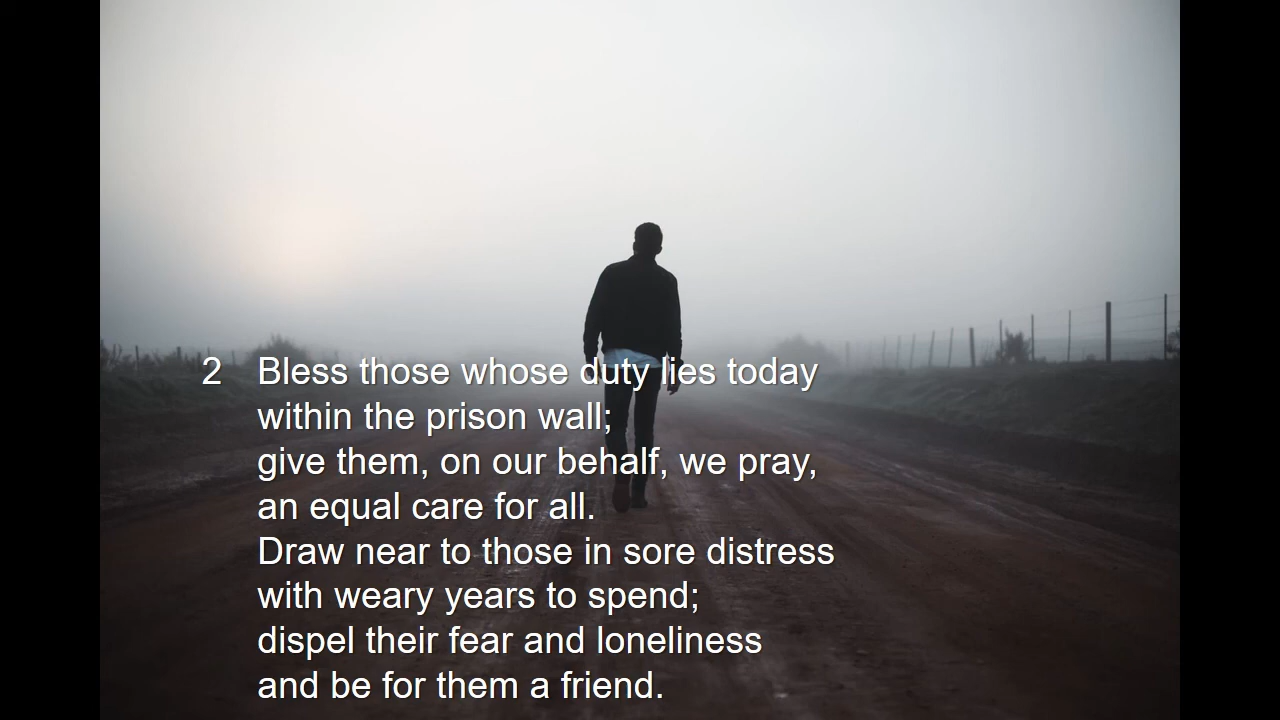 2 Bless those whose duty lies today
within the prison wall;
give them, on our behalf, we pray,
an equal care for all.
Draw near to those in sore distress
with weary years to spend;
dispel their fear and loneliness
and be for them a friend.